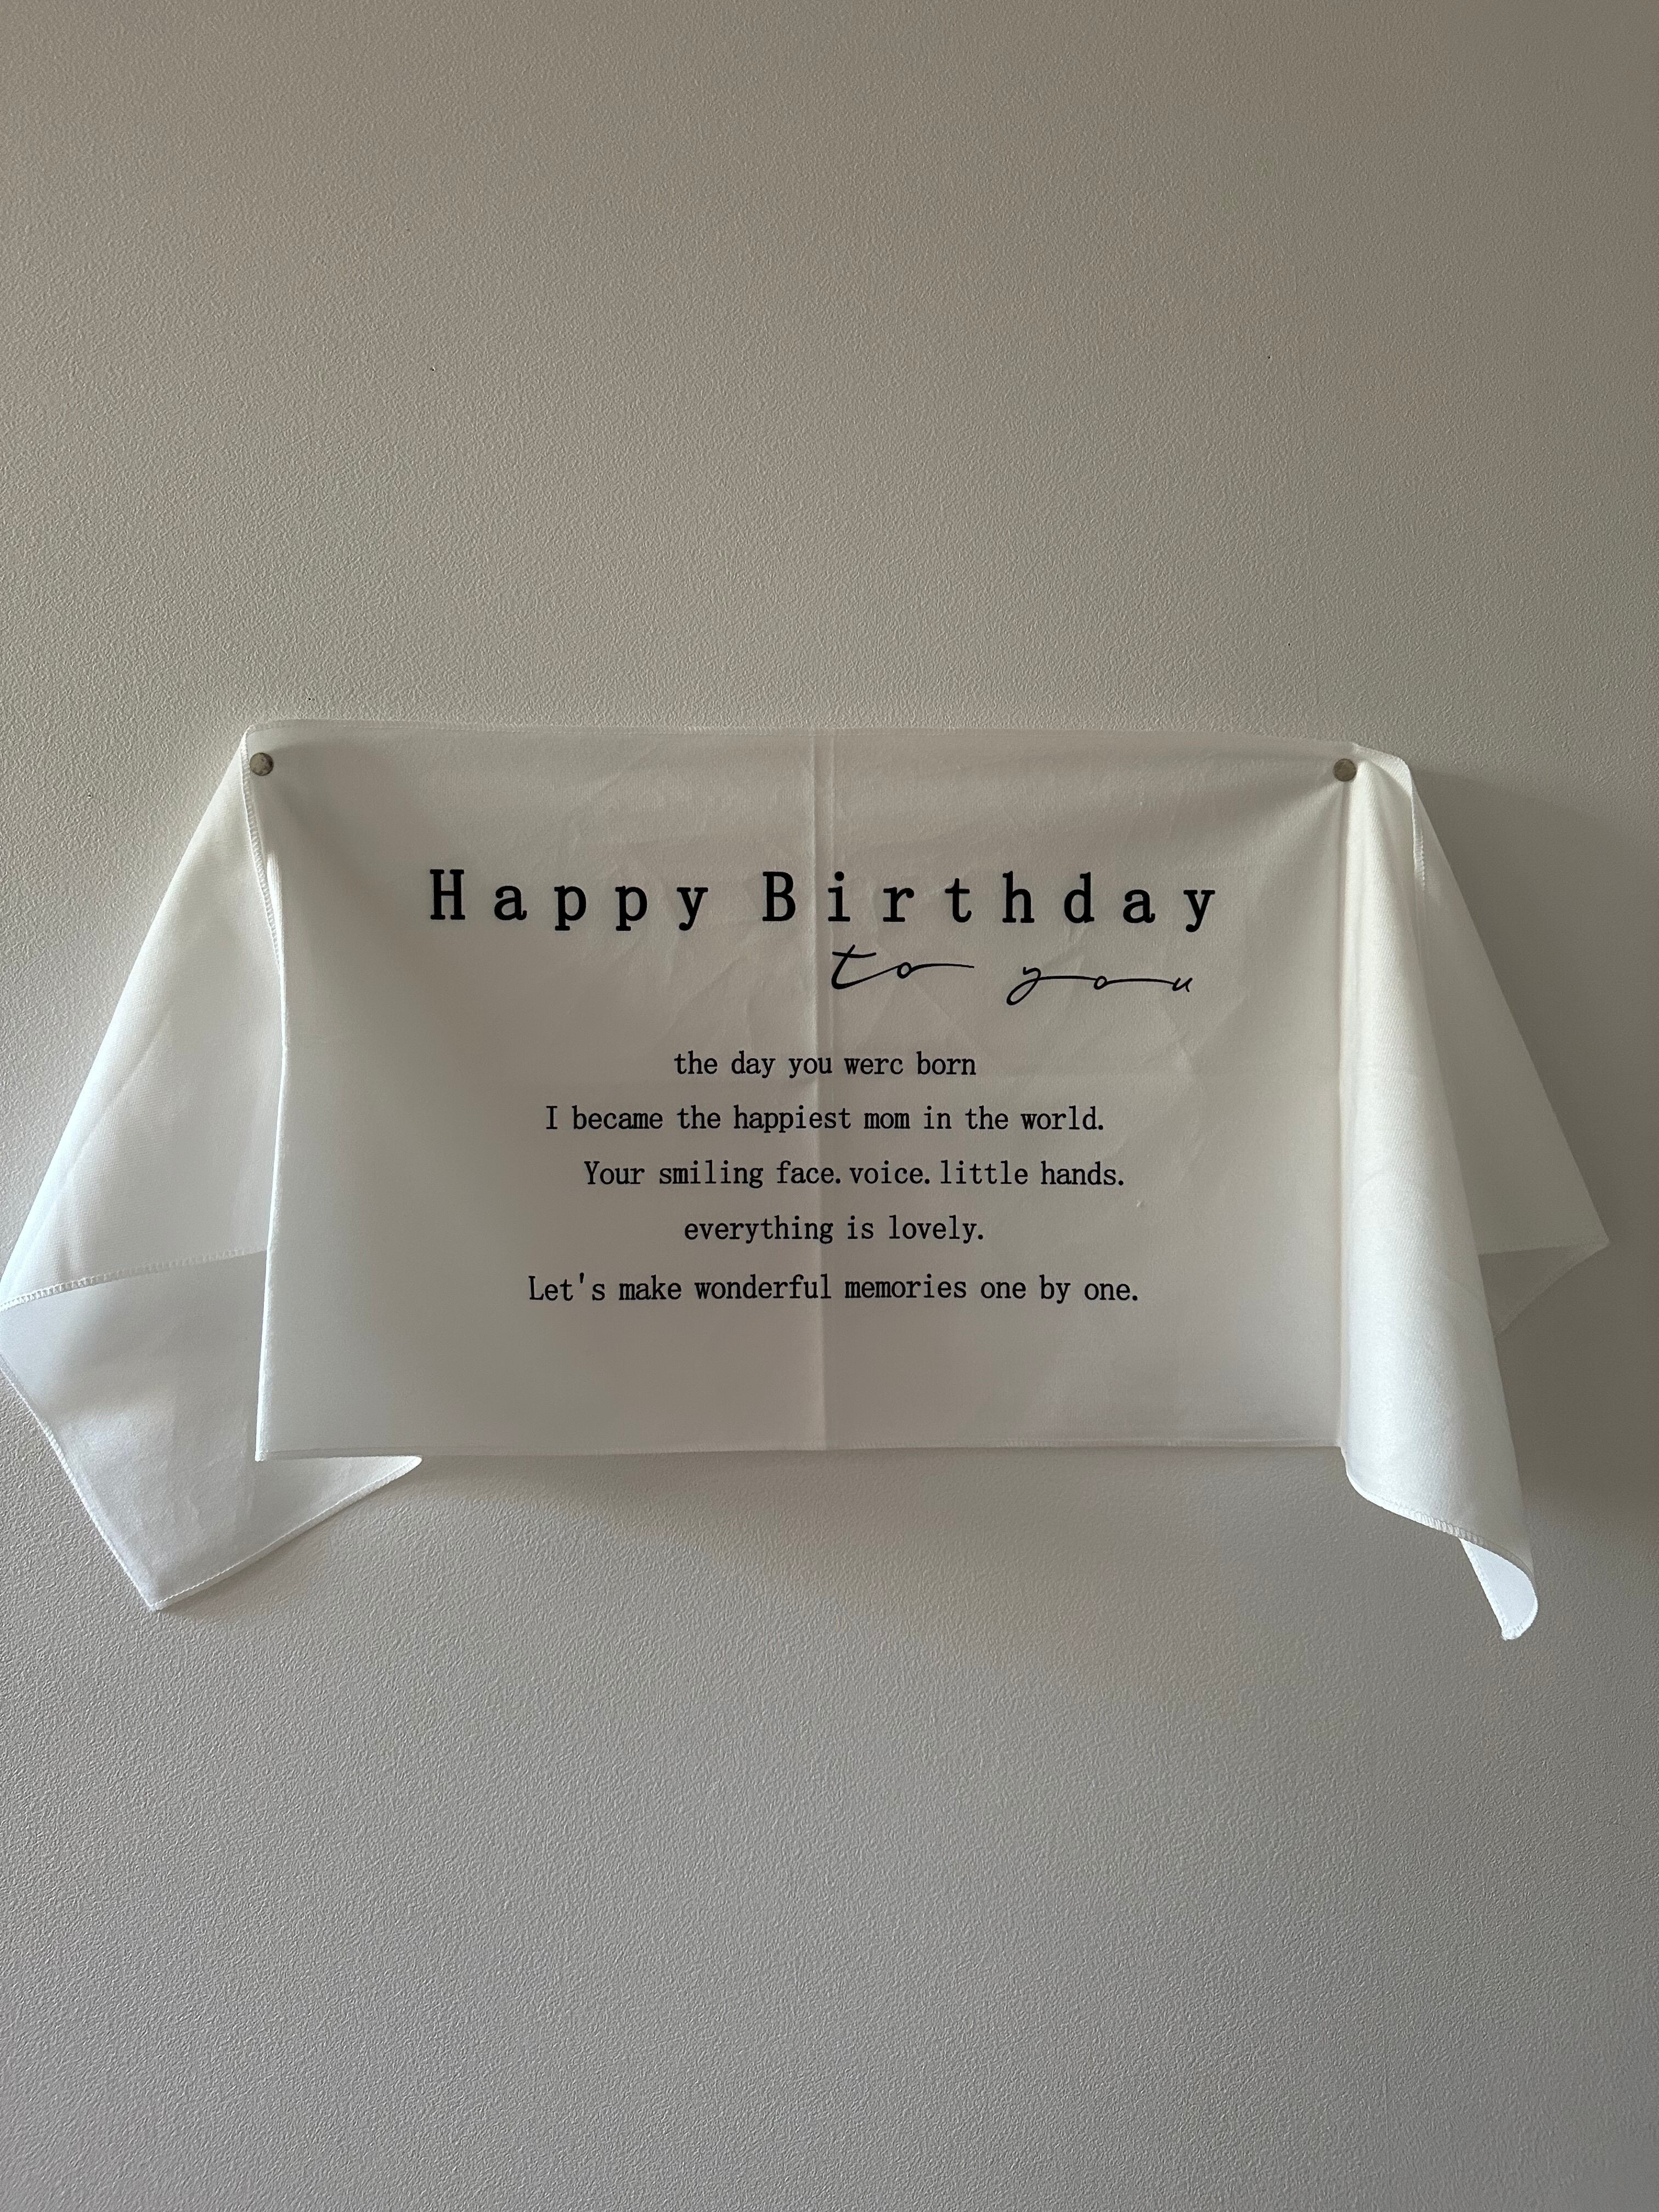 Happy Birthday
to you
the day you werc born
I became the happiest mom in the world.
Your smiling face.voice.little hands.
everything is lovely.
Let's make wonderful memories one by one.